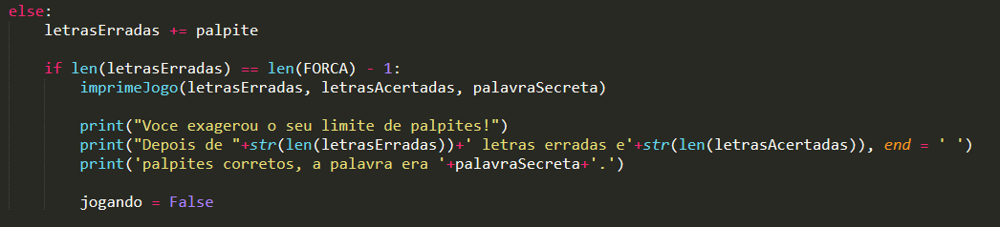 else:
letrasErradas += palpite
if len(letrasErradas) == len(FORCA) - 1:
imprimeJogo(letrasErradas, letrasAcertadas, palavraSecreta)
print("Voce exagerou o seu limite de palpites!")
print("Depois de "+str(len(letrasErradas))+' letras erradas e'+str(len(letrasAcertadas)), end = ' ')
print('palpites corretos, a palavra era '+palavraSecreta+'.')
jogando = False